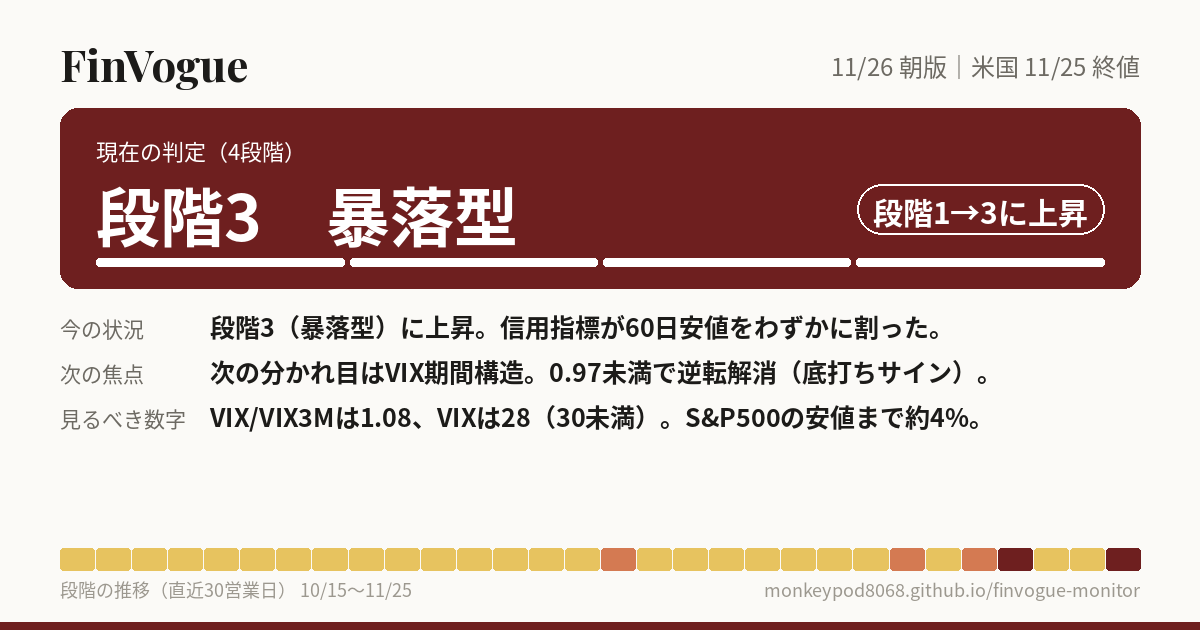 FinVogue
11/26 朝版｜米国 11/25 終値
現在の判定（4段階）
段階3　暴落型
段階1→3に上昇
今の状況　段階3（暴落型）に上昇。信用指標が60日安値をわずかに割った。
次の焦点　次の分かれ目はVIX期間構造。0.97未満で逆転解消（底打ちサイン）。
見るべき数字　VIX/VIX3Mは1.08、VIXは28（30未満）。S&P500の安値まで約4%。
段階の推移（直近30営業日） 10/15〜11/25
monkeypod8068.github.io/finvogue-monitor